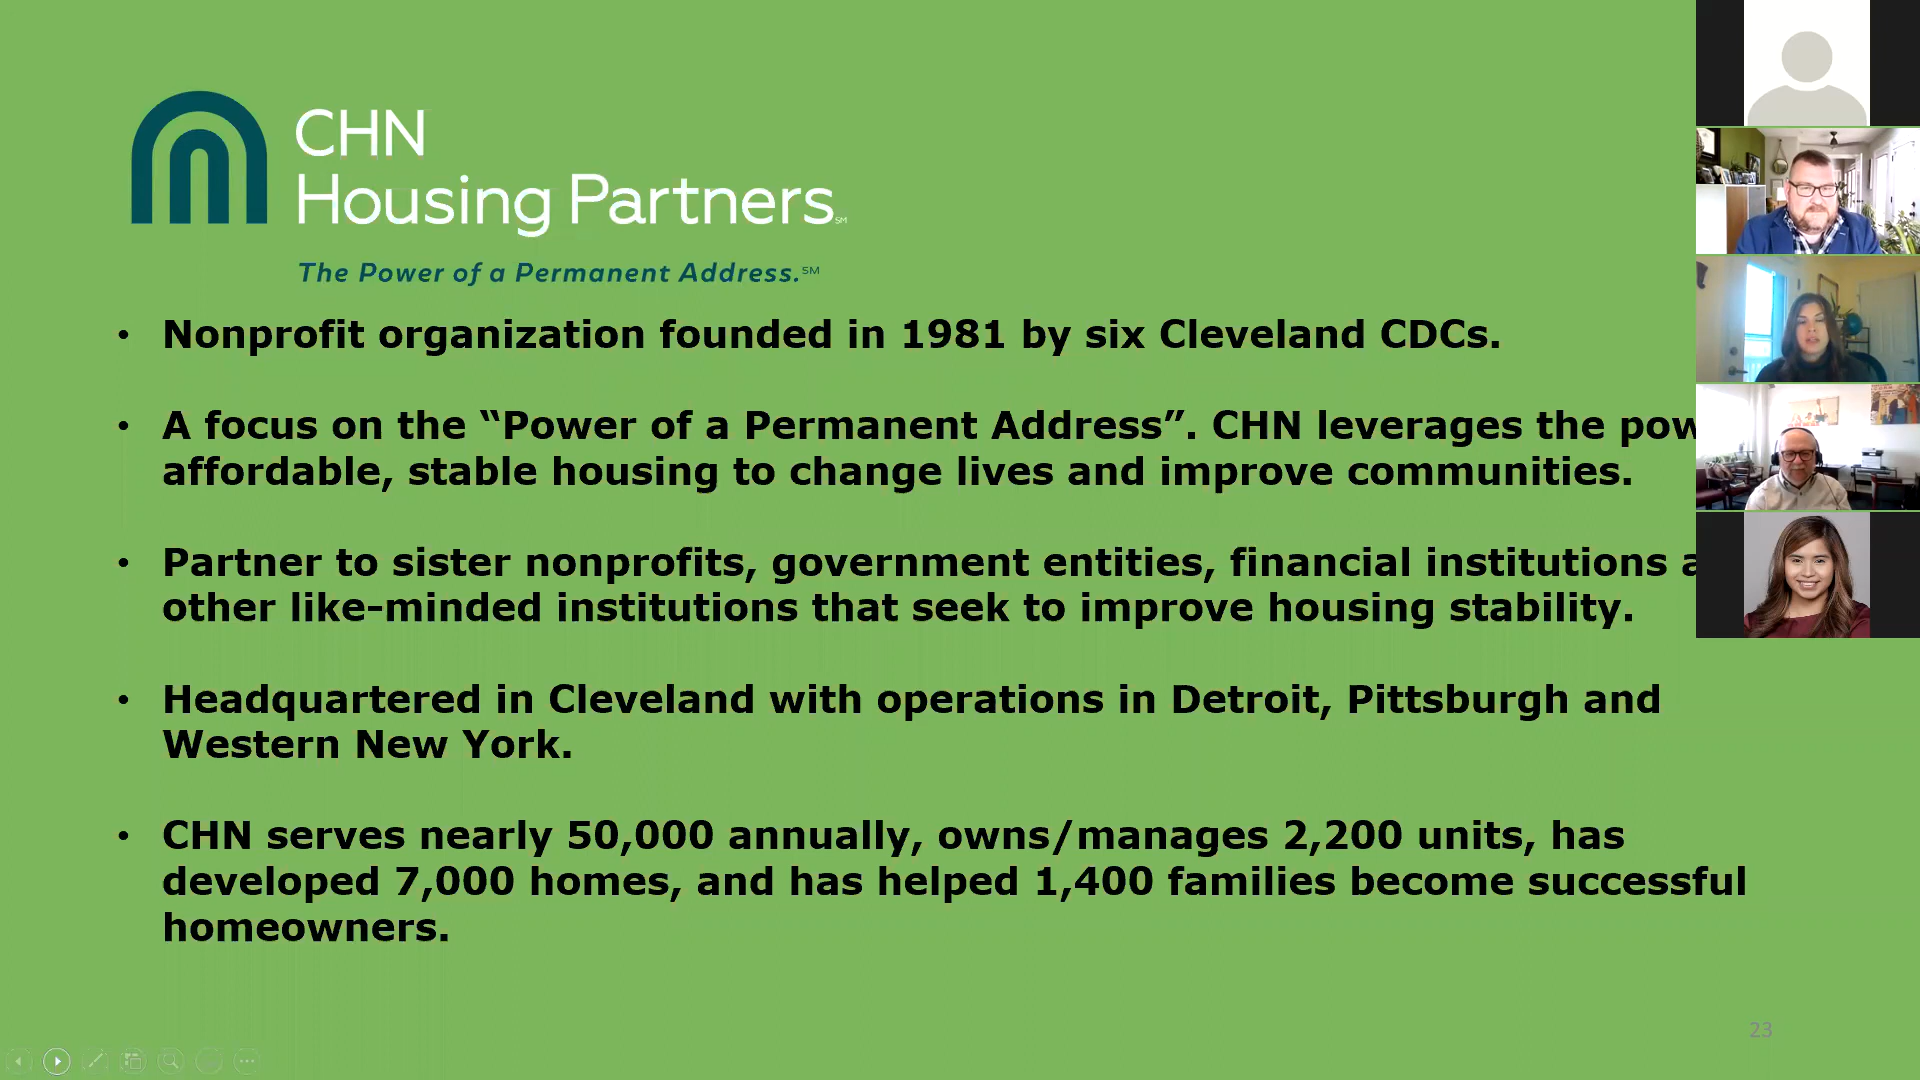 CHN
Housing Partners SM
The Power of a Permanent Address. SM
• Nonprofit organization founded in 1981 by six Cleveland CDCs.
• A focus on the “Power of a Permanent Address”. CHN leverages the
affordable, stable housing to change lives and improve communities.
• Partner to sister nonprofits, government entities, financial institutions
other like-minded institutions that seek to improve housing stability.
• Headquartered in Cleveland with operations in Detroit, Pittsburgh and
Western New York.
• CHN serves nearly 50,000 annually, owns/manages 2,200 units, has
developed 7,000 homes, and has helped 1,400 families become successful
homeowners.
23